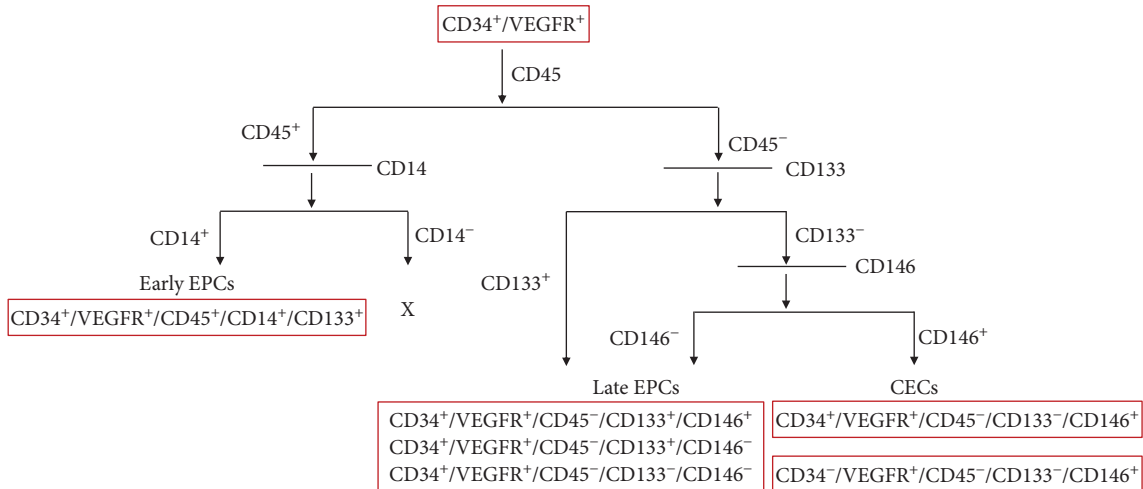 CD34⁺/VEGFR⁺
CD45
CD45⁺
CD45⁻
CD14
CD133
CD14⁺
CD14⁻
CD133⁻
Early EPCs
CD133⁺
CD146
CD34⁺/VEGFR⁺/CD45⁺/CD14⁺/CD133⁺
X
CD146⁻
CD146⁺
Late EPCs
CECs
CD34⁺/VEGFR⁺/CD45⁻/CD133⁺/CD146⁺
CD34⁺/VEGFR⁺/CD45⁻/CD133⁺/CD146⁻
CD34⁺/VEGFR⁺/CD45⁻/CD133⁻/CD146⁻
CD34⁺/VEGFR⁺/CD45⁻/CD133⁻/CD146⁺
CD34⁻/VEGFR⁺/CD45⁻/CD133⁻/CD146⁺